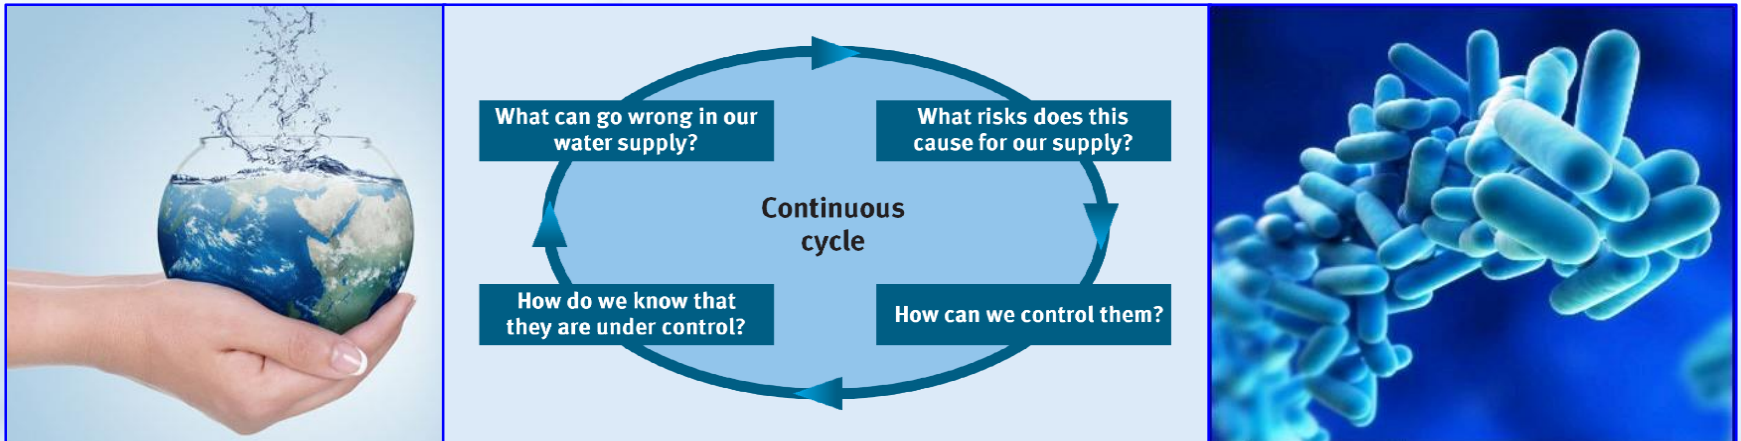 What can go wrong in our
water supply?
What risks does this
cause for our supply?
Continuous
cycle
How do we know that
they are under control?
How can we control them?